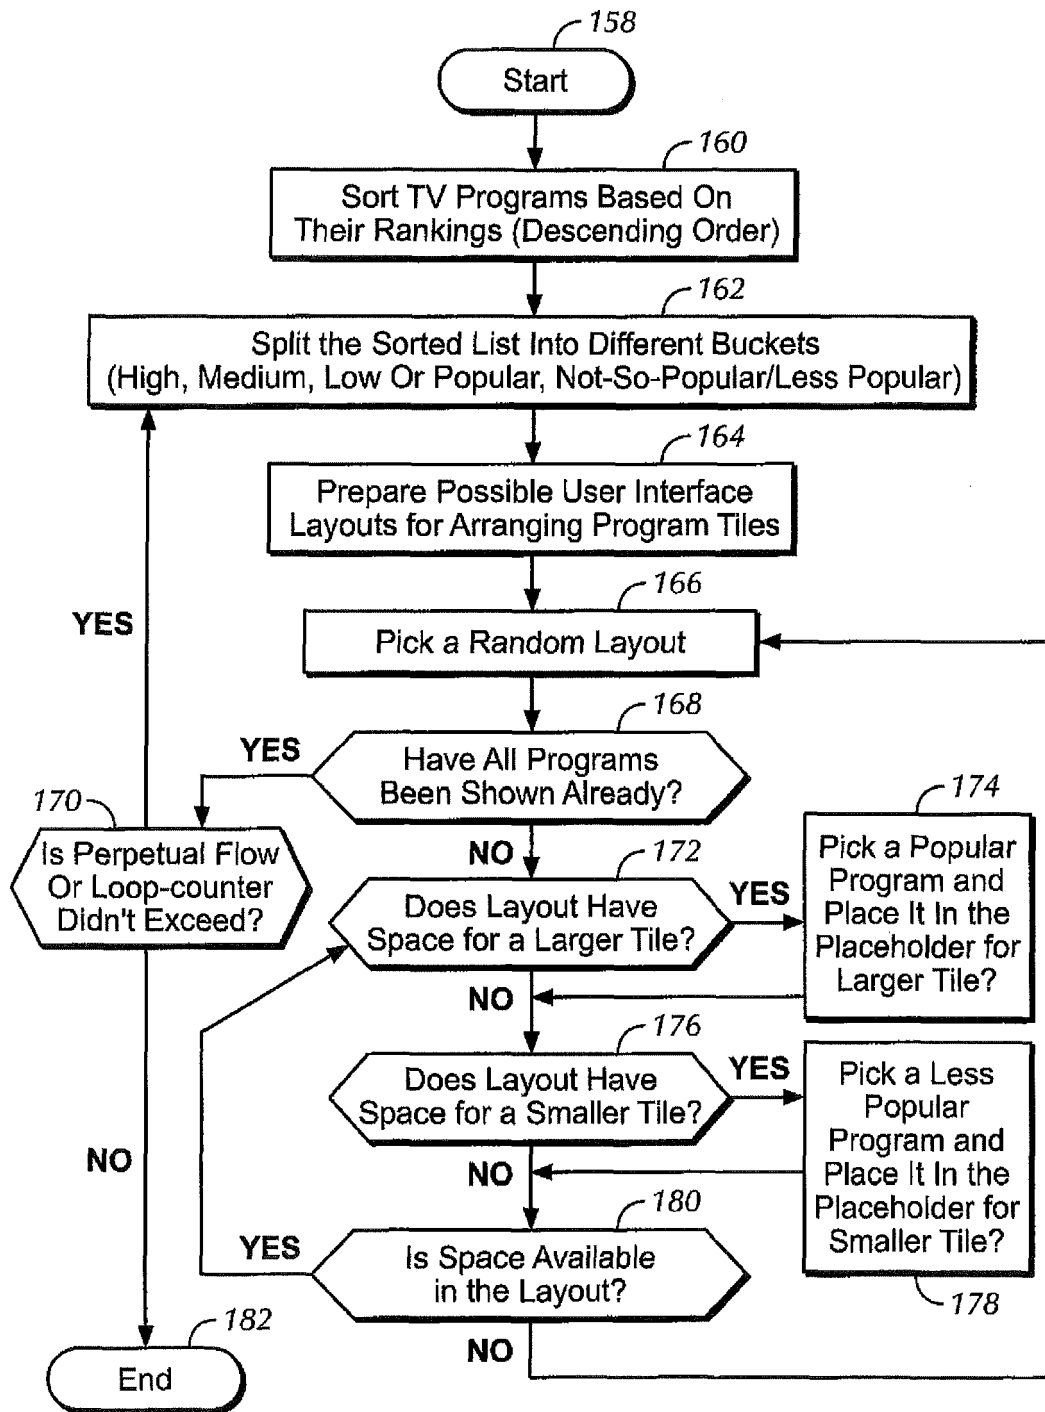 158
Start
160
Sort TV Programs Based On
Their Rankings (Descending Order)
162
Split the Sorted List Into Different Buckets
(High, Medium, Low Or Popular, Not-So-Popular/Less Popular)
164
Prepare Possible User Interface
Layouts for Arranging Program Tiles
166
YES
Pick a Random Layout
168
YES
Have All Programs
Been Shown Already?
170
Is Perpetual Flow
Or Loop-counter
Didn't Exceed?
NO
172
Does Layout Have
Space for a Larger Tile?
YES
174
Pick a Popular
Program and
Place It In the
Placeholder for
Larger Tile?
NO
176
Does Layout Have
Space for a Smaller Tile?
YES
Pick a Less
Popular
Program and
Place It In the
Placeholder for
Smaller Tile?
178
NO
NO
180
YES
Is Space Available
in the Layout?
NO
182
End